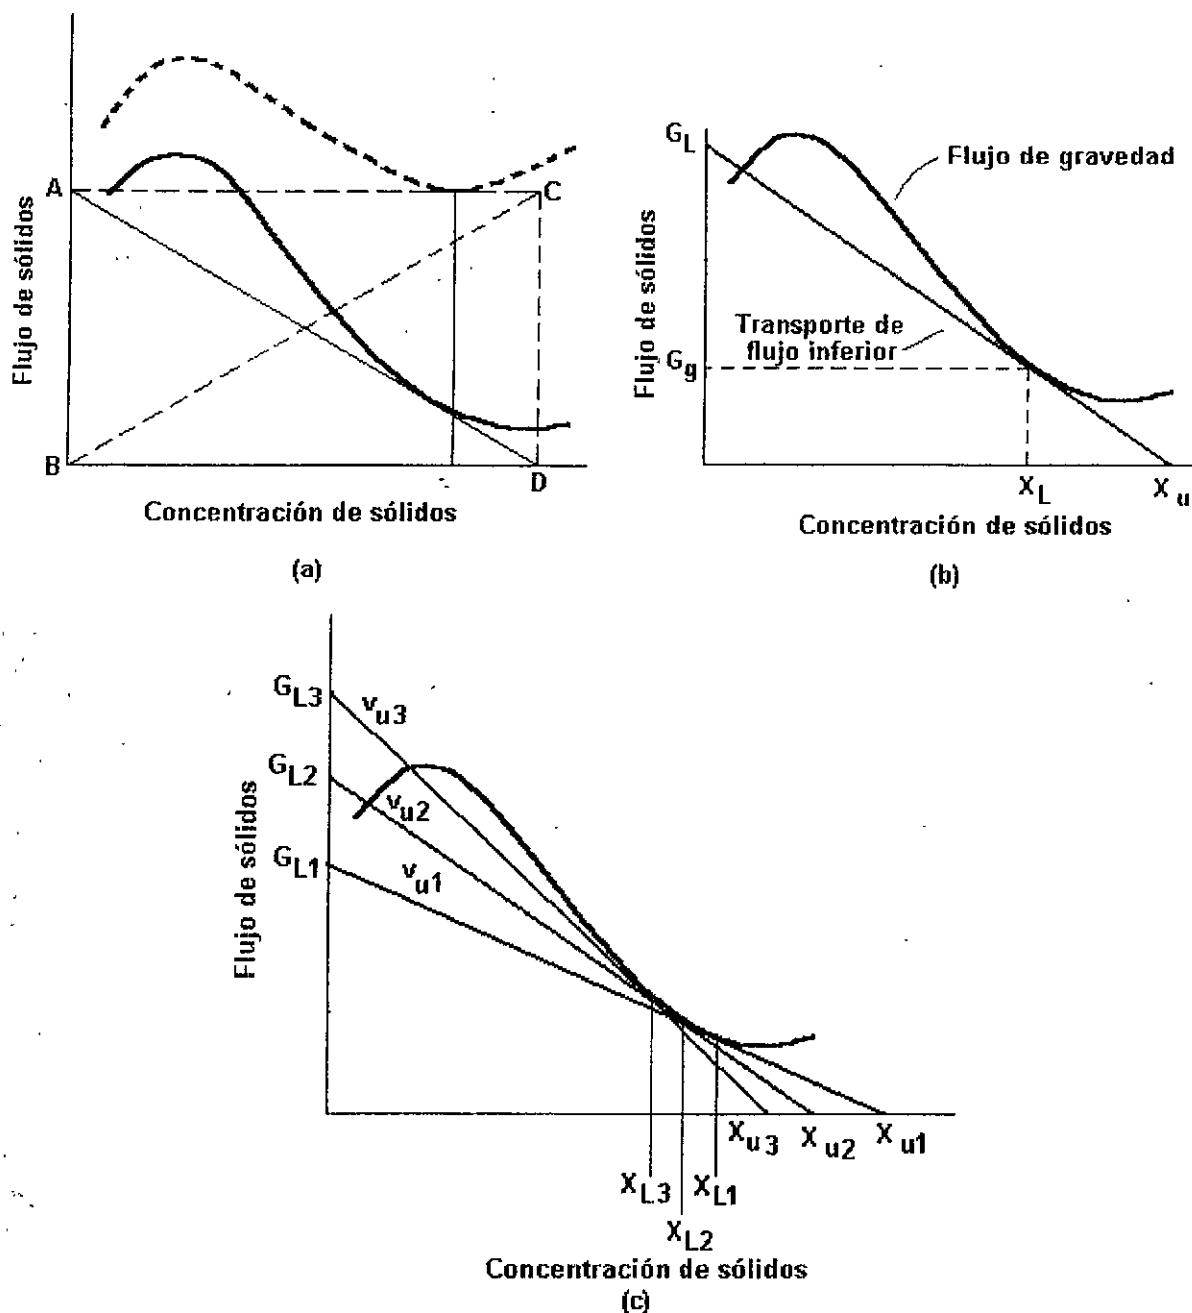 A
B
C
D
Flujo de sólidos
Concentración de sólidos
(a)
G L
Flujo de gravedad
Transporte de
flujo inferior
G g
Flujo de sólidos
X L
X u
Concentración de sólidos
(b)
G L3
v u3
G L2
v u2
G L1
v u1
Flujo de sólidos
X u3
X u2
X u1
X L3
X L1
X L2
Concentración de sólidos
(c)